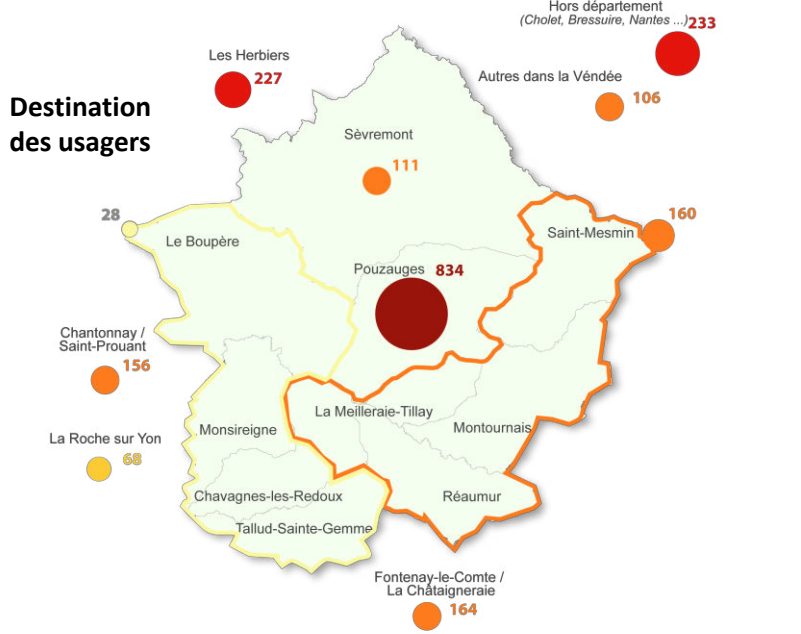 Hors département
(Cholet, Bressuire, Nantes ...)
233
Les Herbiers
227
Autres dans la Véndée
106
Destination
des usagers
Sèvremont
111
28
Le Boupère
160
Saint-Mesmin
Pouzauges 834
Chantonnay /
Saint-Prouant
156
La Meilleraie-Tillay
Monsireigne
Montournais
La Roche sur Yon
68
Chavagnes-les-Redoux
Réaumur
Tallud-Sainte-Gemme
Fontenay-le-Comte /
La Châtaigneraie
164